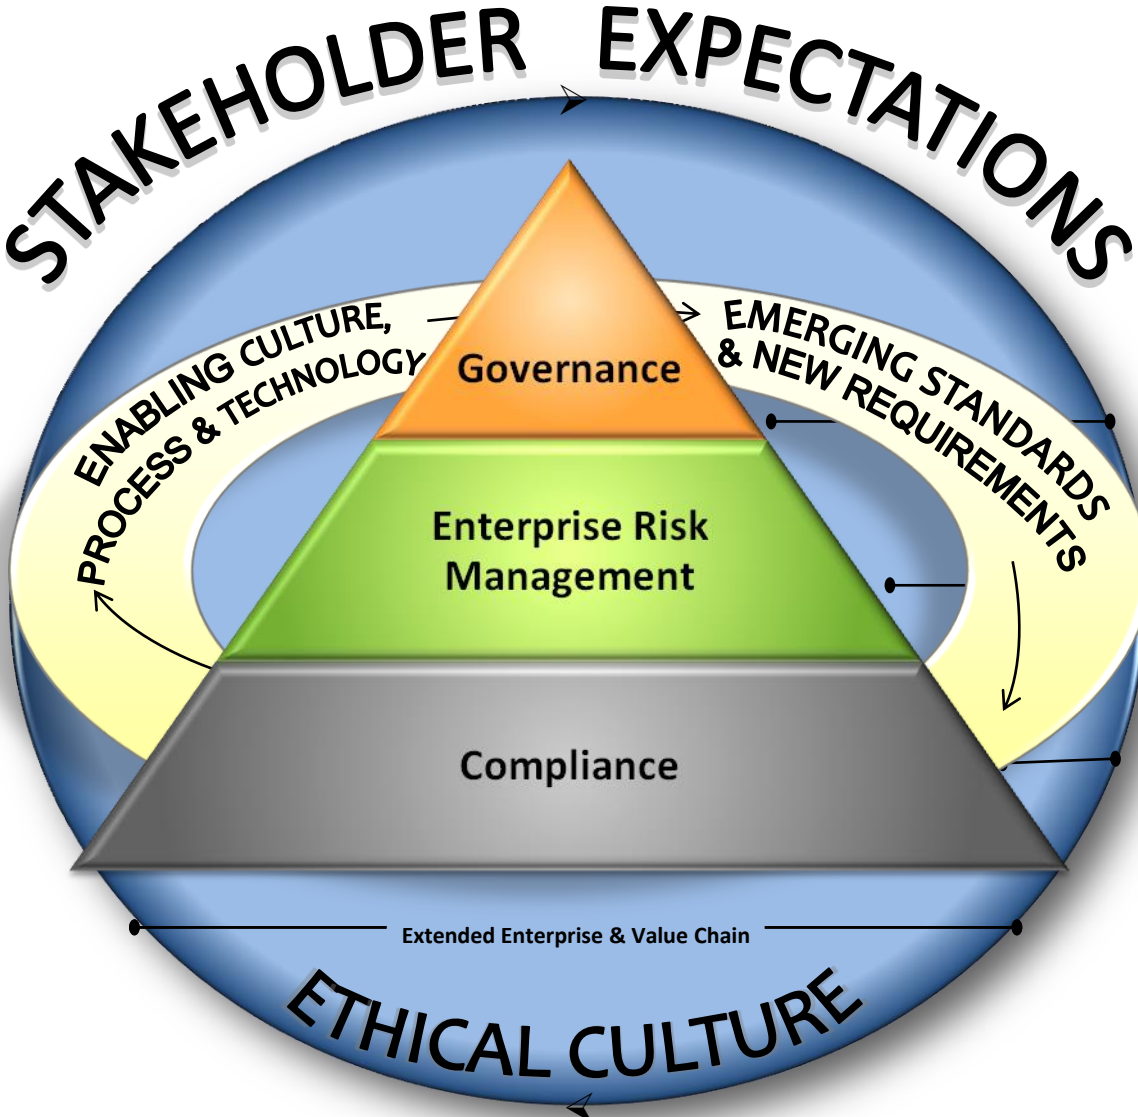 STAKEHOLDER EXPECTATIONS
ENABLING CULTURE,
PROCESS & TECHNOLOGY
EMERGING STANDARDS
& NEW REQUIREMENTS
Governance
Enterprise Risk
Management
Compliance
Extended Enterprise & Value Chain
ETHICAL CULTURE